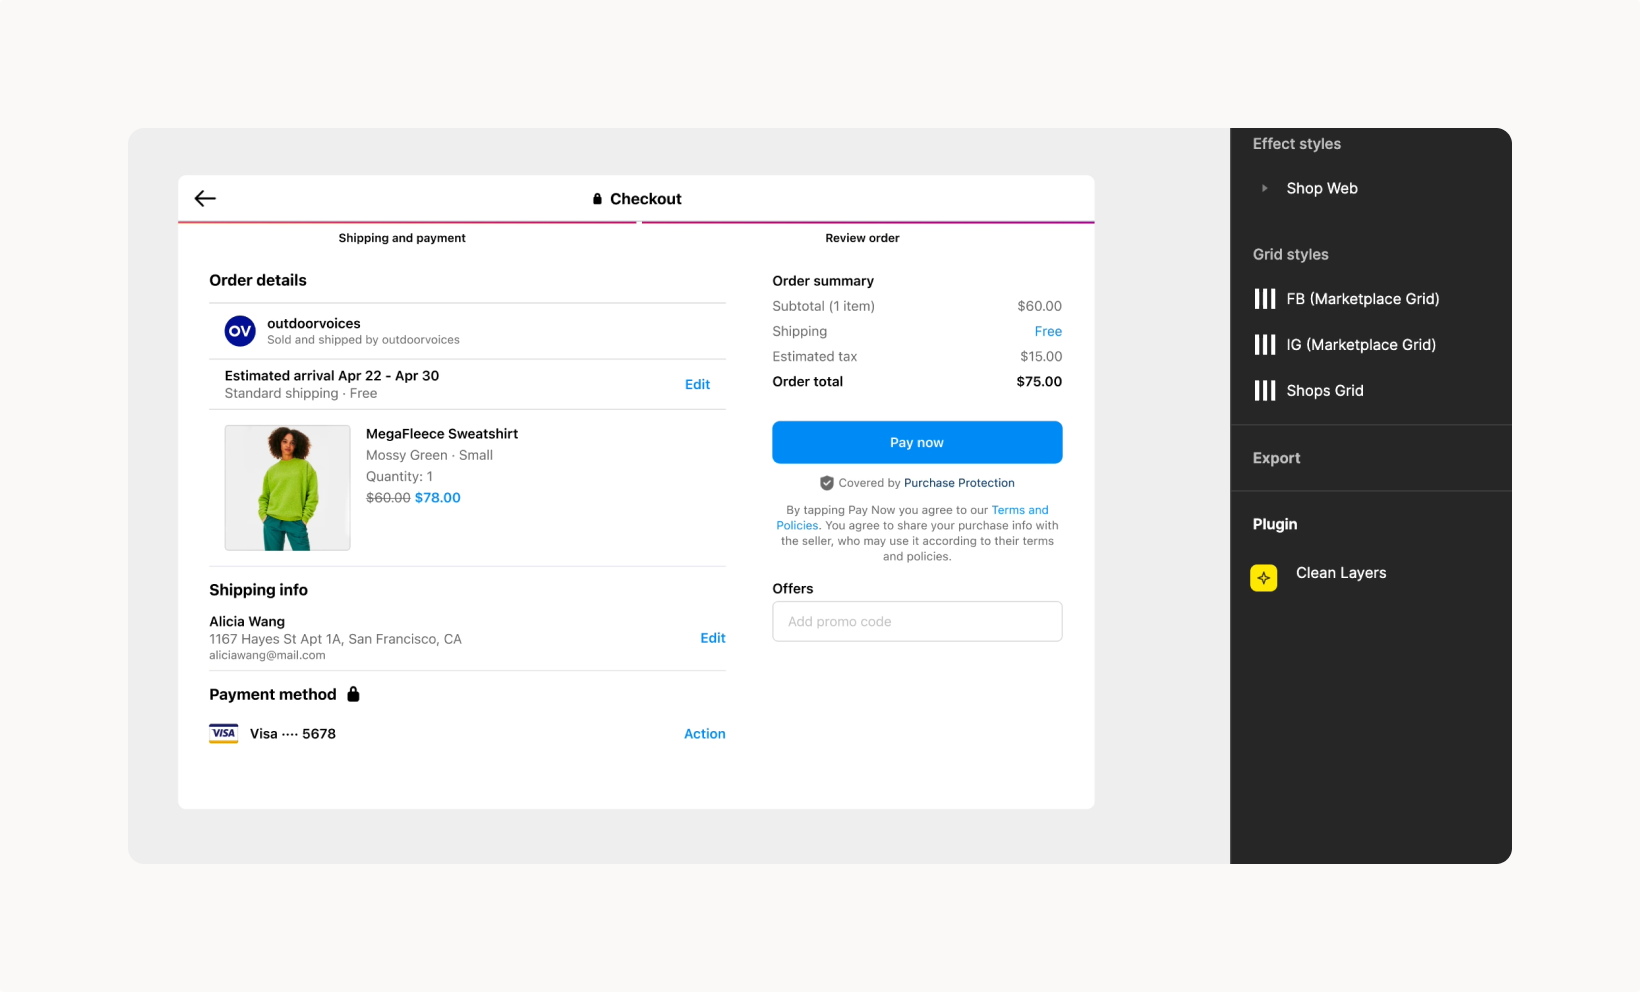 Checkout
Shipping and payment
Review order
Order details
OV
outdoorvoices
Sold and shipped by outdoorvoices
Estimated arrival Apr 22 - Apr 30
Standard shipping · Free
Edit
MegaFleece Sweatshirt
Mossy Green · Small
Quantity: 1
$60.00 $78.00
Shipping info
Alicia Wang
1167 Hayes St Apt 1A, San Francisco, CA
aliciawang@mail.com
Edit
Payment method
VISA
Visa ···· 5678
Action
Order summary
Subtotal (1 item) $60.00
Shipping Free
Estimated tax $15.00
Order total $75.00
Pay now
Covered by Purchase Protection
By tapping Pay Now you agree to our Terms and
Policies. You agree to share your purchase info with
the seller, who may use it according to their terms
and policies.
Offers
Add promo code
Effect styles
Shop Web
Grid styles
FB (Marketplace Grid)
IG (Marketplace Grid)
Shops Grid
Export
Plugin
Clean Layers